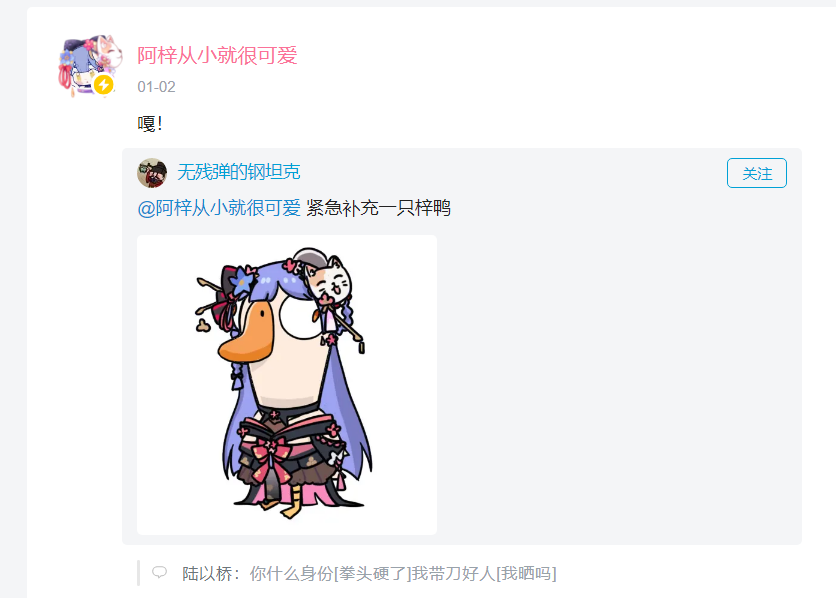 阿梓从小就很可爱
01-02
嘎！
无残弹的钢坦克
关注
@阿梓从小就很可爱 紧急补充一只梓鸭
陆以桥：你什么身份[拳头硬了]我带刀好人[我晒吗]